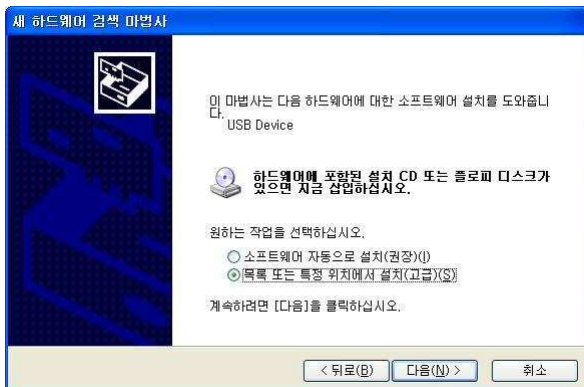 새 하드웨어 검색 마법사
이 마법사는 다음 하드웨어에 대한 소프트웨어 설치를 도와줍니
다.
USB Device
하드웨어에 포함된 설치 CD 또는 플로피 디스크가
있으면 지금 삽입하십시오.
원하는 작업을 선택하십시오.
소프트웨어 자동으로 설치(권장)(I)
목록 또는 특정 위치에서 설치(고급)(S)
계속하려면 [다음]을 클릭하십시오.
< 뒤로(B) 다음(N) > 취소